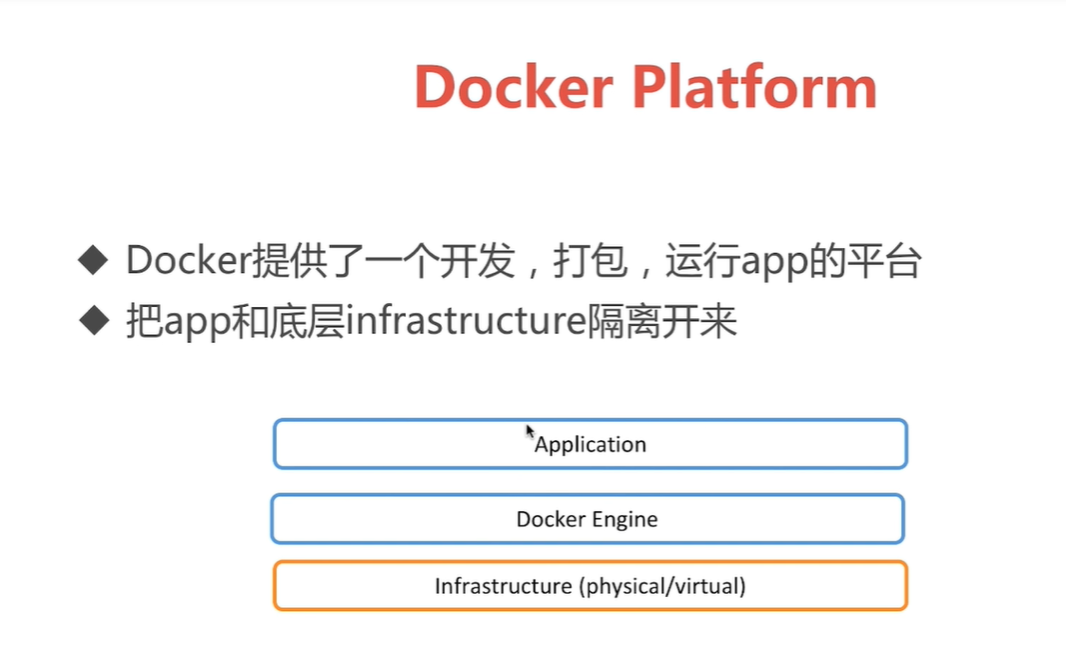 Docker Platform
Docker提供了一个开发，打包，运行app的平台
把app和底层infrastructure隔离开来
Application
Docker Engine
Infrastructure (physical/virtual)